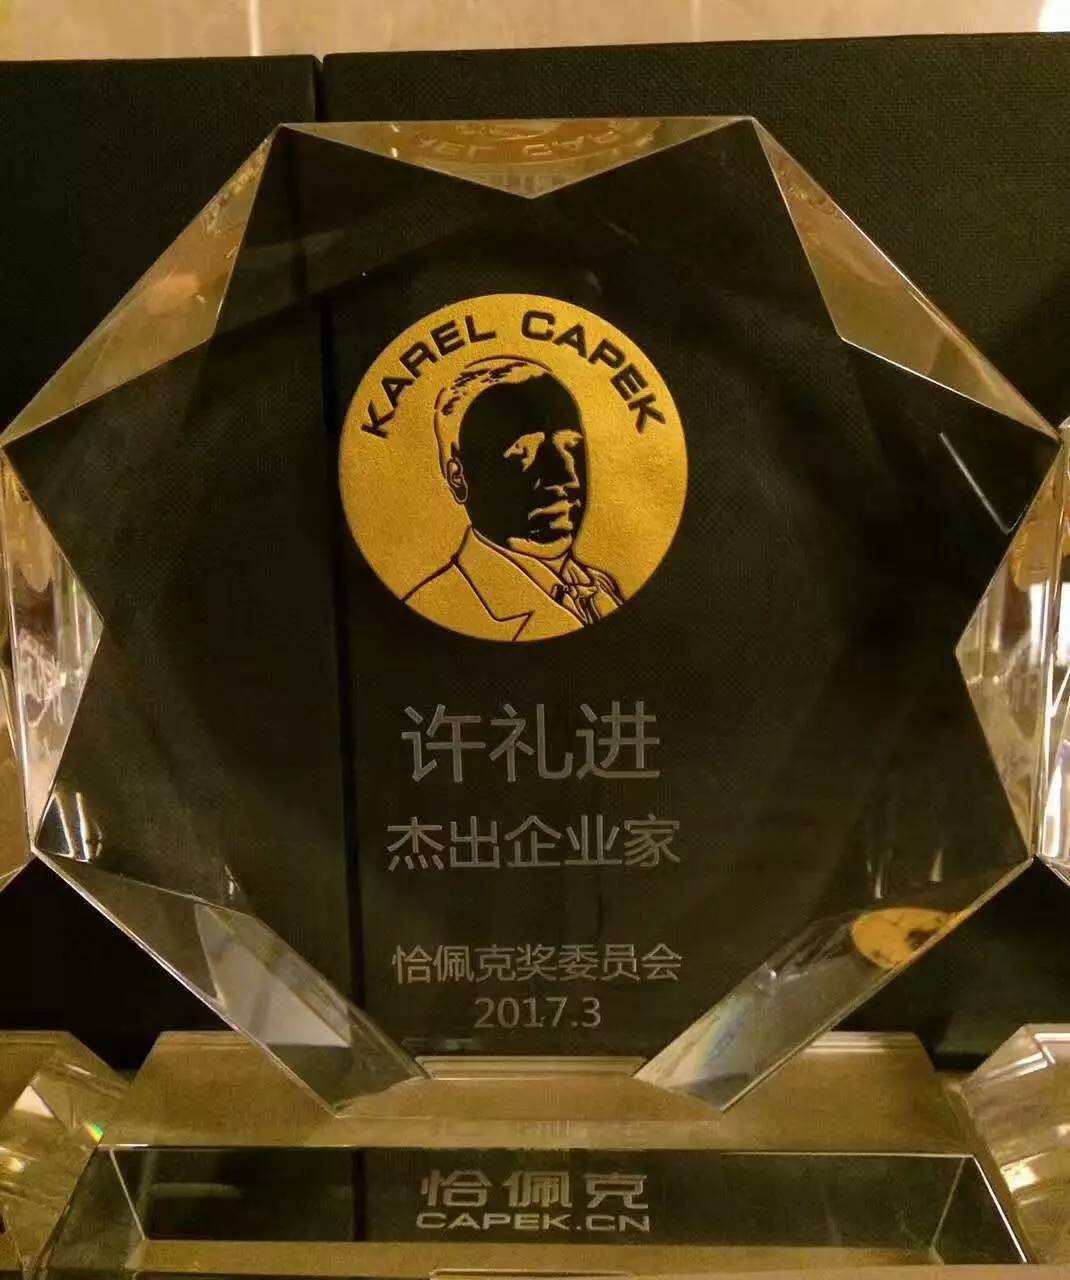 KAREL CAPEK
许礼进
杰出企业家
恰佩克奖委员会
2017.3
恰佩克
CAPEK.CN